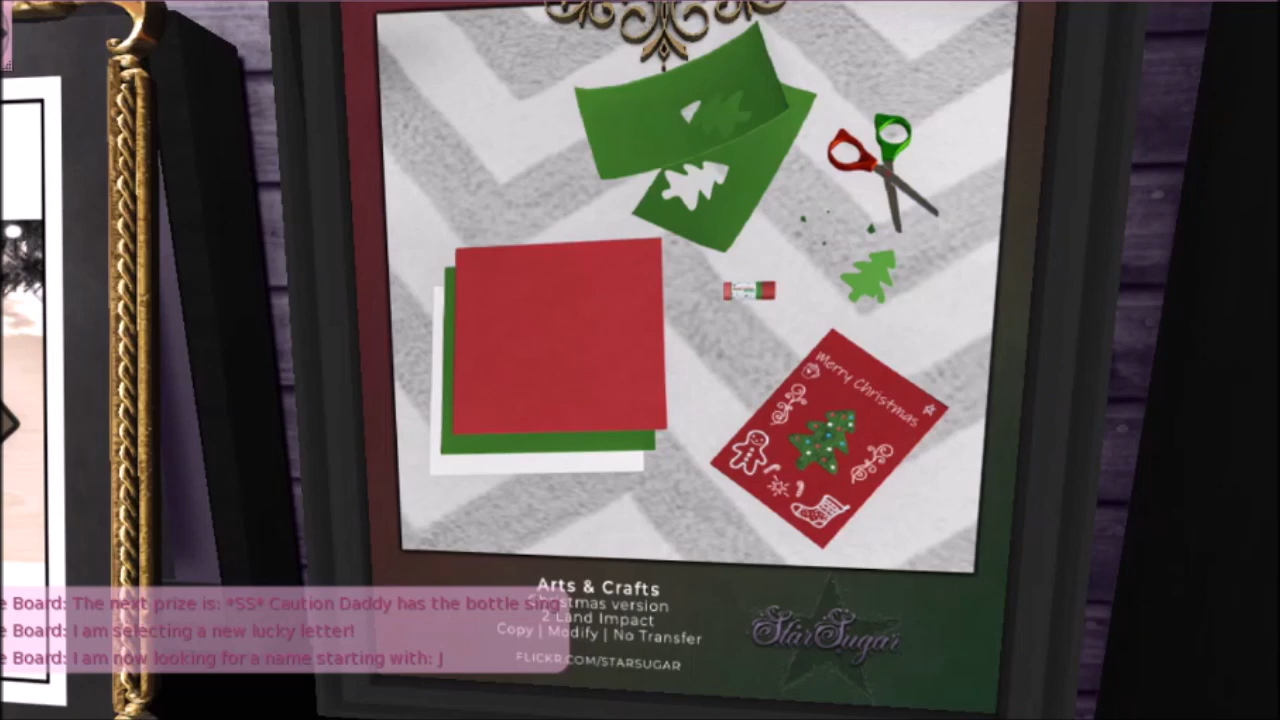 Merry Christmas
Arts & Crafts
stmas version
2 Land Impact
Copy | Modify | No Transfer
FLICKR.COM/STARSUGAR
StarSugar
e Board: The next prize is: *SS* Caution Daddy has the bottle sing
e Board: I am selecting a new lucky letter!
e Board: I am now looking for a name starting with: J